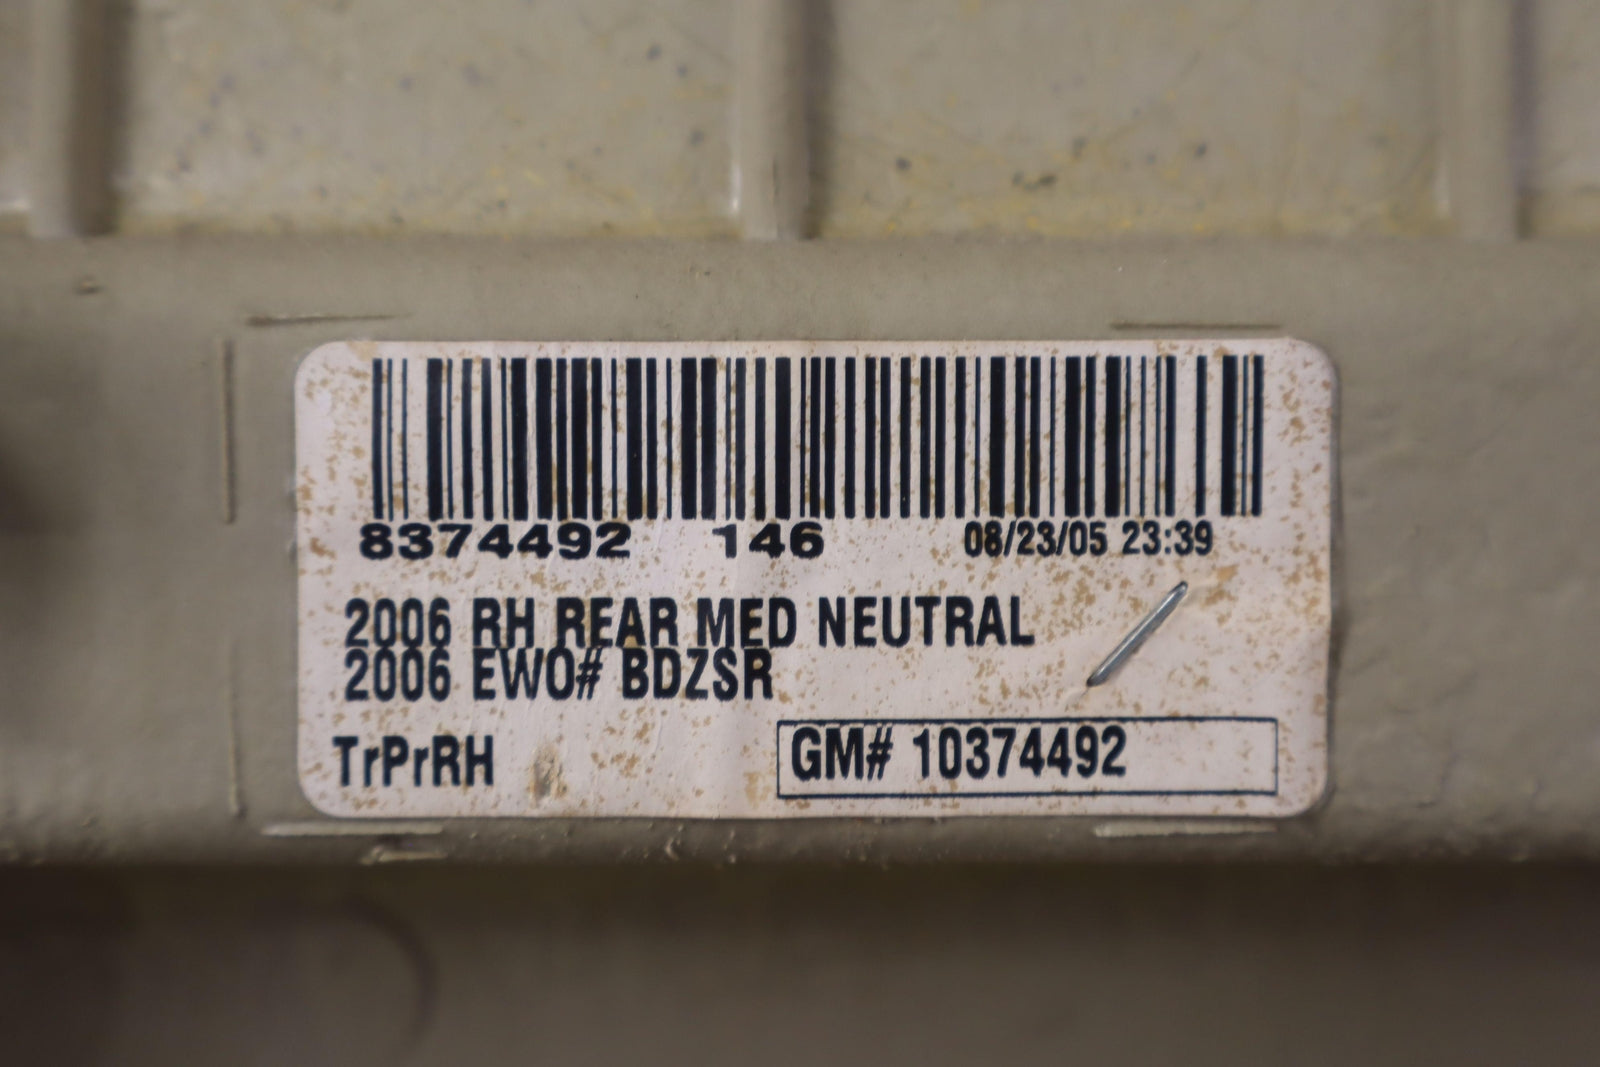 8374492 146 08/23/05 23:39
2006 RH REAR MED NEUTRAL
2006 EWO# BDZSR
TrPrRH GM# 10374492